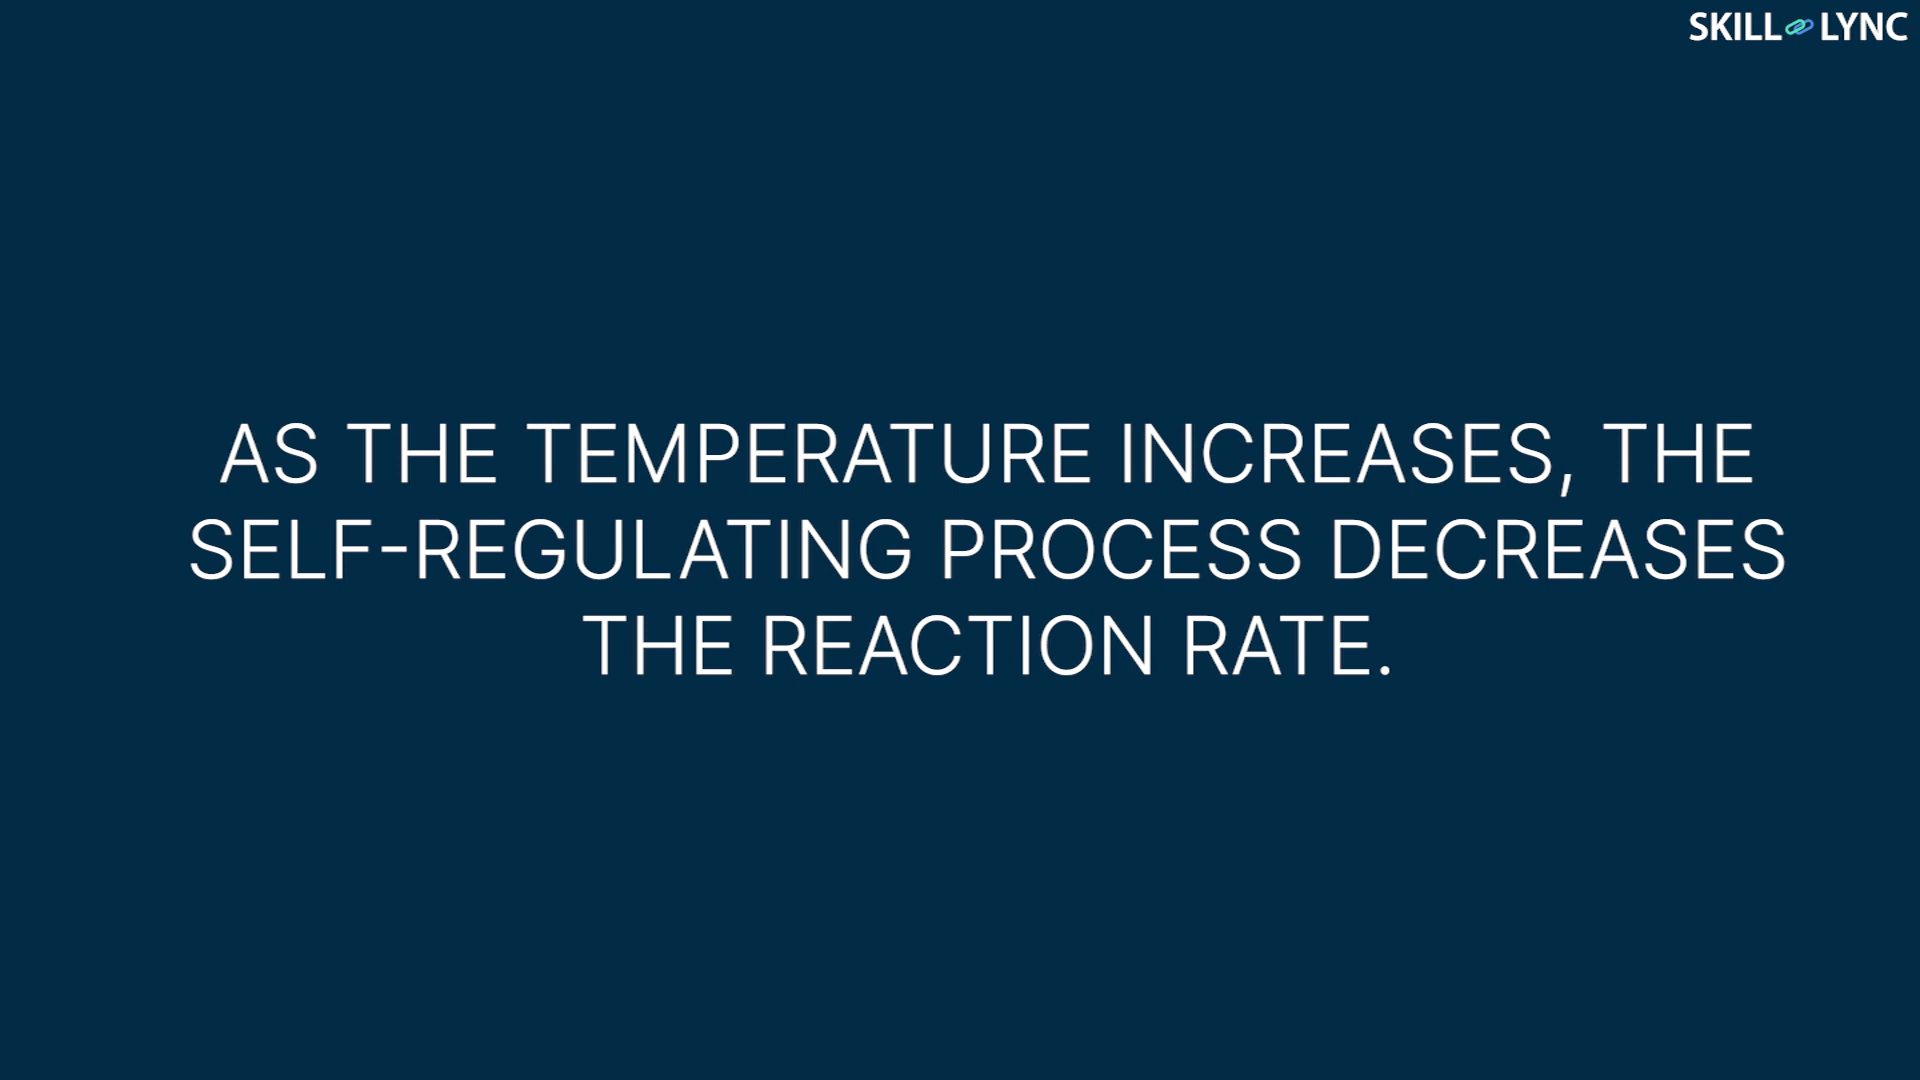 SKILL LYNC
AS THE TEMPERATURE INCREASES, THE
SELF-REGULATING PROCESS DECREASES
THE REACTION RATE.